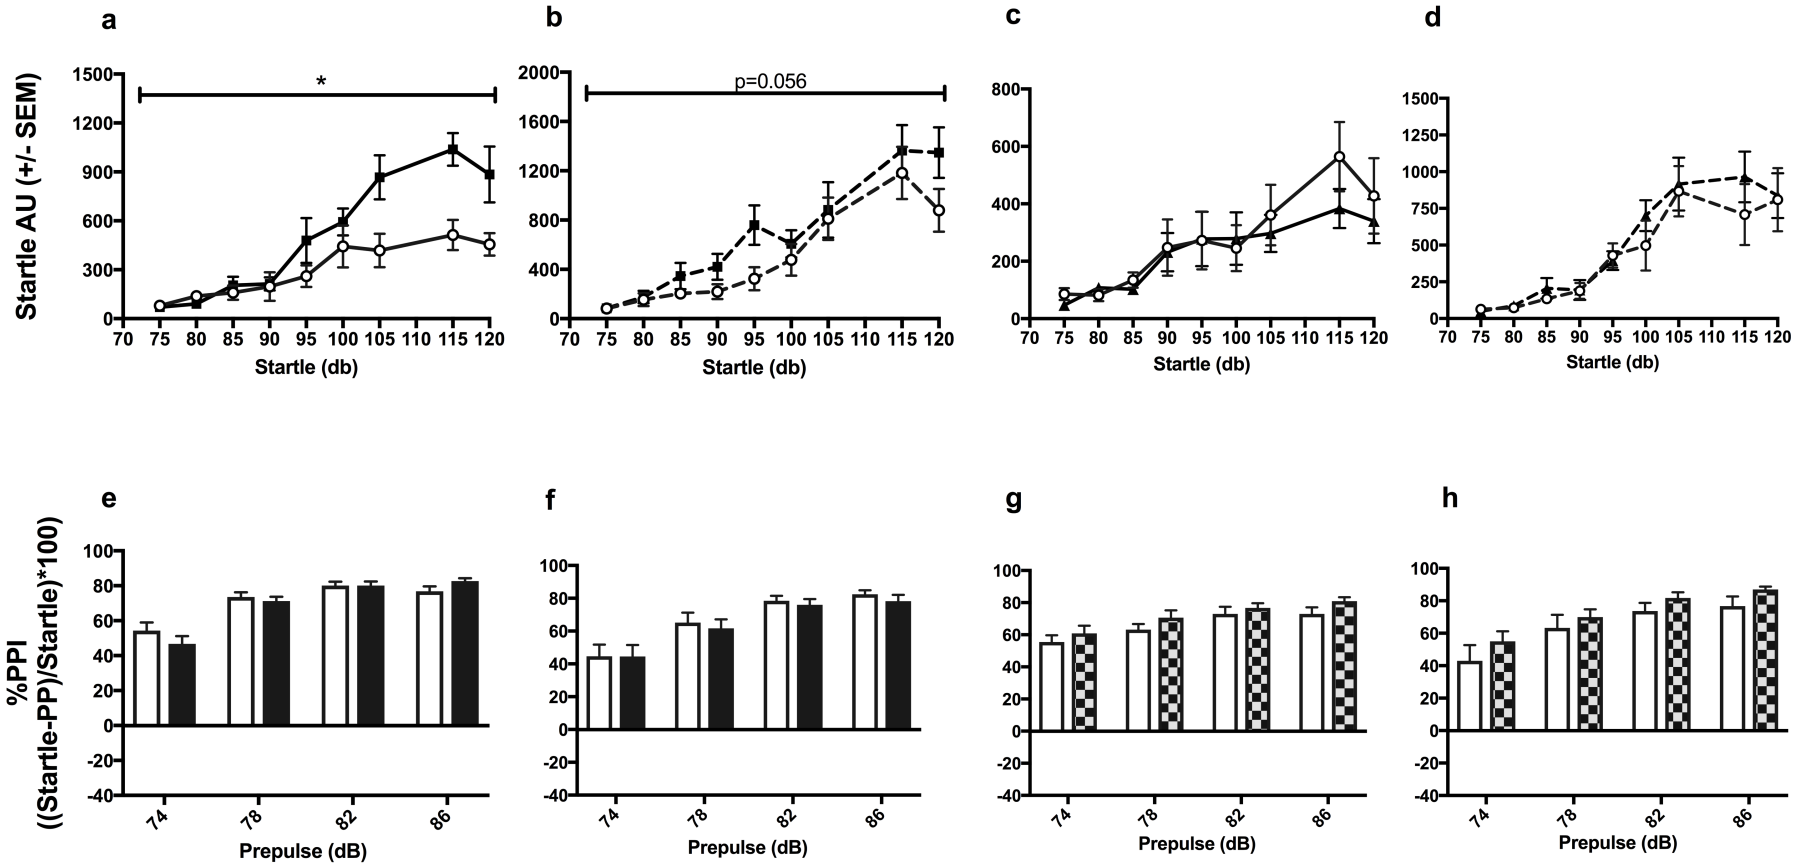 a
b
c
d
Startle AU (+/- SEM)
1500
1200
900
600
300
0
*
70 75 80 85 90 95 100 105 110 115 120
Startle (db)
2000
1600
1200
800
400
0
p=0.056
70 75 80 85 90 95 100 105 110 115 120
Startle (db)
800
600
400
200
0
70 75 80 85 90 95 100 105 110 115 120
Startle (db)
1500
1250
1000
750
500
250
0
70 75 80 85 90 95 100 105 110 115 120
Startle (db)
e
f
g
h
%PPI
((Startle-PP)/Startle)*100)
100
80
60
40
20
0
-20
-40
74 78 82 86
Prepulse (dB)
100
80
60
40
20
0
-20
-40
74 78 82 86
Prepulse (dB)
100
80
60
40
20
0
-20
-40
74 78 82 86
Prepulse (dB)
100
80
60
40
20
0
-20
-40
74 78 82 86
Prepulse (dB)